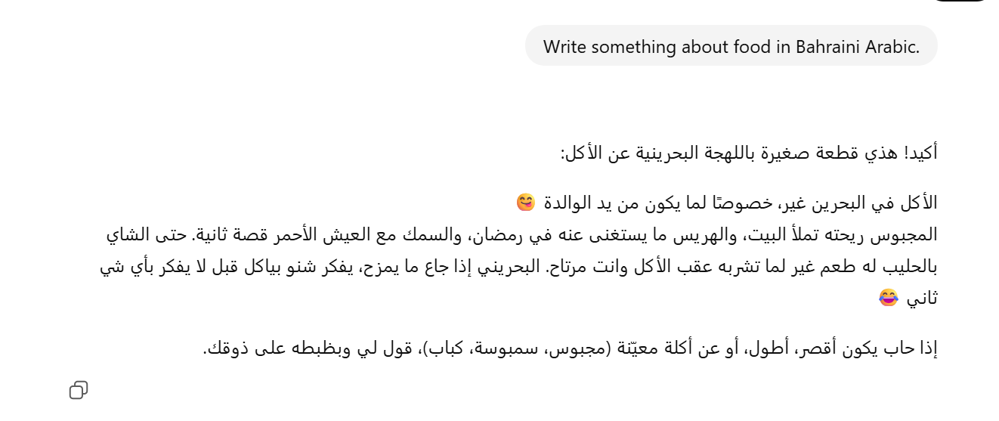 Write something about food in Bahraini Arabic.
أكيد! هذي قطعة صغيرة باللهجة البحرينية عن الأكل:
الأكل في البحرين غير، خصوصًا لما يكون من يد الوالدة 😋
المجبوس ريحته تملأ البيت، والهريس ما يستغنى عنه في رمضان، والسمك مع العيش الأحمر قصة ثانية. حتى الشاي
بالحليب له طعم غير لما تشربه عقب الأكل وانت مرتاح. البحريني إذا جاع ما يمزح، يفكر شنو بياكل قبل لا يفكر بأي شي
ثاني 😂
إذا حاب يكون أقصر، أطول، أو عن أكلة معيّنة (مجبوس، سمبوسة، كباب)، قول لي وبظبطه على ذوقك.